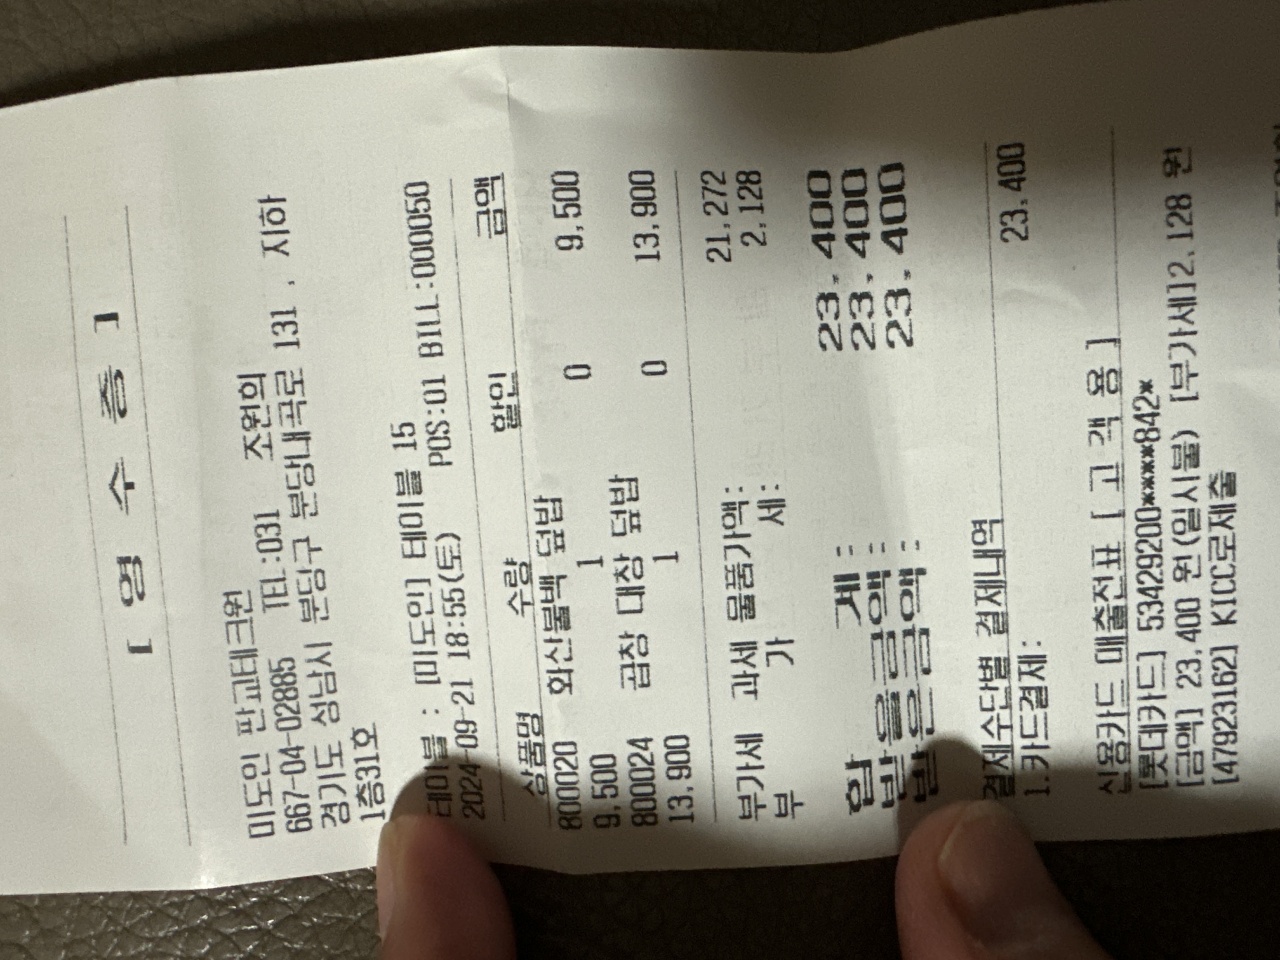 [ 영 수 증 ]
미도인 판교테크원
667-04-02885 TEL:031 조원희
경기도 성남시 분당구 분당내곡로 131 , 지하
1층31호
테이블 : [미도인] 테이블 15
2024-09-21 18:55(토) POS:01 BILL:000050
상품명 수량 할인 금액
800020 화산불백 덮밥
9,500 1 0 9,500
800024 곱창 대창 덮밥
13,900 1 0 13,900
부가세 과세 물품가액: 21,272
부 가 세: 2,128
합 계 : 23,400
받을금액: 23,400
받은금액: 23,400
결제수단별 결제내역
1.카드결제: 23,400
신용카드 매출전표 [ 고 객 용 ]
[롯데카드] 53429200*****842*
[금액] 23,400 원(일시불) [부가세]2,128 원
[47923162] KICC로제출